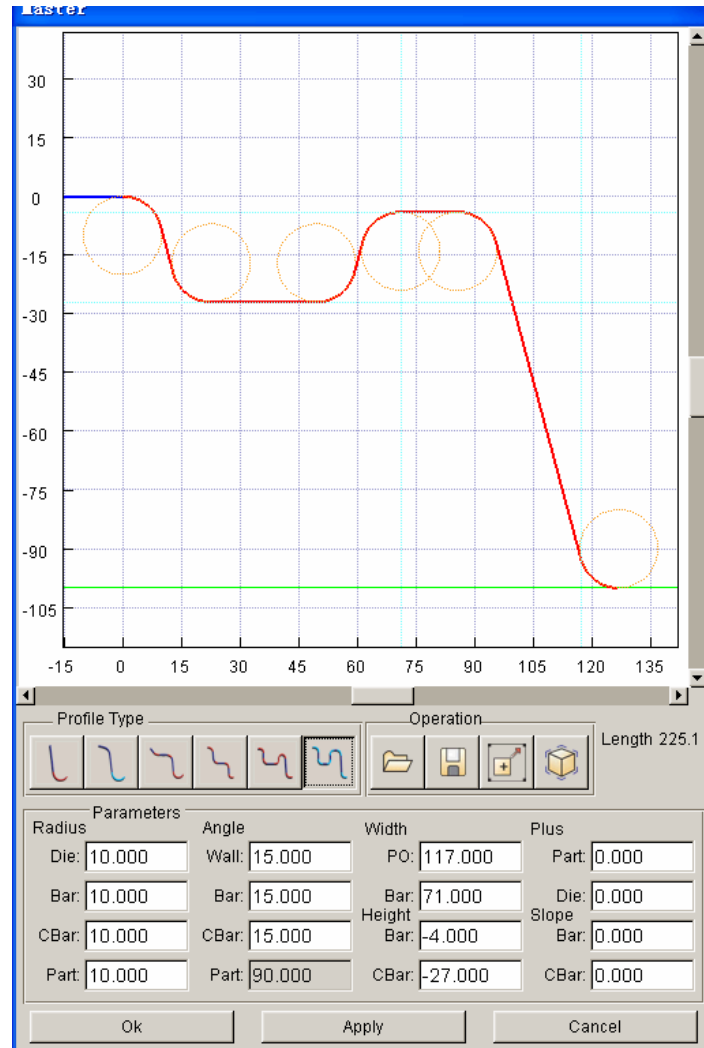 Master
30
15
0
-15
-30
-45
-60
-75
-90
-105
-15 0 15 30 45 60 75 90 105 120 135
Profile Type
Operation
Length 225.1
Parameters
Radius Angle Width Plus
Die: 10.000 Wall: 15.000 PO: 117.000 Part: 0.000
Bar: 10.000 Bar: 15.000 Bar: 71.000 Die: 0.000
Height Slope
CBar: 10.000 CBar: 15.000 Bar: -4.000 Bar: 0.000
Part: 10.000 Part: 90.000 CBar: -27.000 CBar: 0.000
Ok Apply Cancel